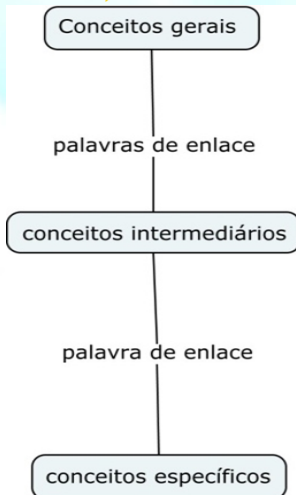 Conceitos gerais
palavras de enlace
conceitos intermediários
palavra de enlace
conceitos específicos